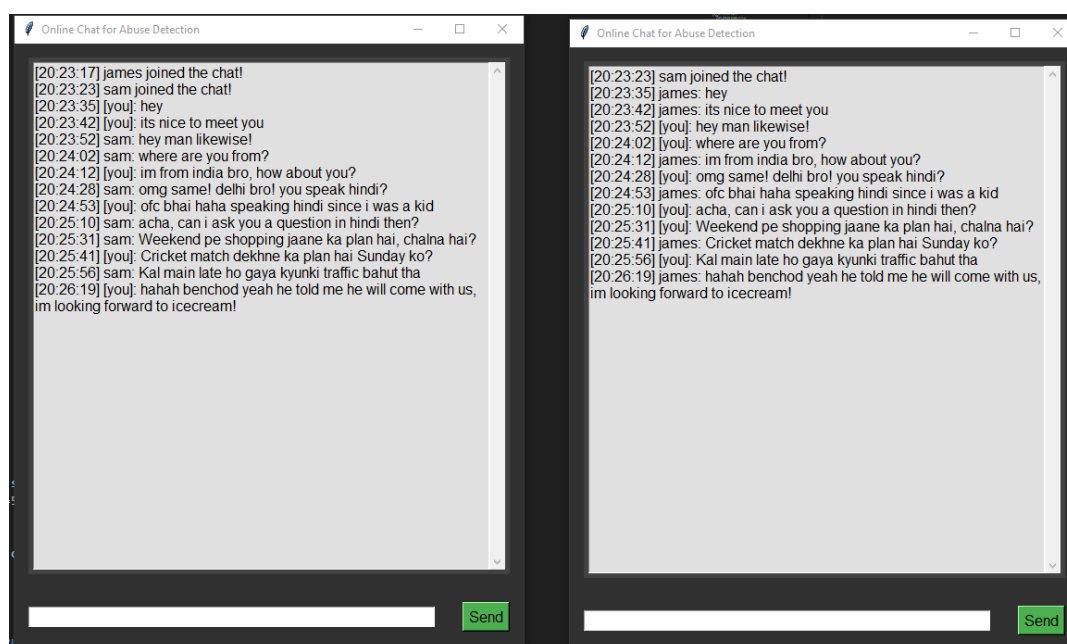 Online Chat for Abuse Detection
[20:23:17] james joined the chat!
[20:23:23] sam joined the chat!
[20:23:35] [you]: hey
[20:23:42] [you]: its nice to meet you
[20:23:52] sam: hey man likewise!
[20:24:02] sam: where are you from?
[20:24:12] [you]: im from india bro, how about you?
[20:24:28] sam: omg same! delhi bro! you speak hindi?
[20:24:53] [you]: ofc bhai haha speaking hindi since i was a kid
[20:25:10] sam: acha, can i ask you a question in hindi then?
[20:25:31] sam: Weekend pe shopping jaane ka plan hai, chalna hai?
[20:25:41] [you]: Cricket match dekhne ka plan hai Sunday ko?
[20:25:56] sam: Kal main late ho gaya kyunki traffic bahut tha
[20:26:19] [you]: hahah benchod yeah he told me he will come with us,
im looking forward to icecream!
Send
Online Chat for Abuse Detection
[20:23:23] sam joined the chat!
[20:23:35] james: hey
[20:23:42] james: its nice to meet you
[20:23:52] [you]: hey man likewise!
[20:24:02] [you]: where are you from?
[20:24:12] james: im from india bro, how about you?
[20:24:28] [you]: omg same! delhi bro! you speak hindi?
[20:24:53] james: ofc bhai haha speaking hindi since i was a kid
[20:25:10] [you]: acha, can i ask you a question in hindi then?
[20:25:31] [you]: Weekend pe shopping jaane ka plan hai, chalna hai?
[20:25:41] james: Cricket match dekhne ka plan hai Sunday ko?
[20:25:56] [you]: Kal main late ho gaya kyunki traffic bahut tha
[20:26:19] james: hahah benchod yeah he told me he will come with us,
im looking forward to icecream!
Send